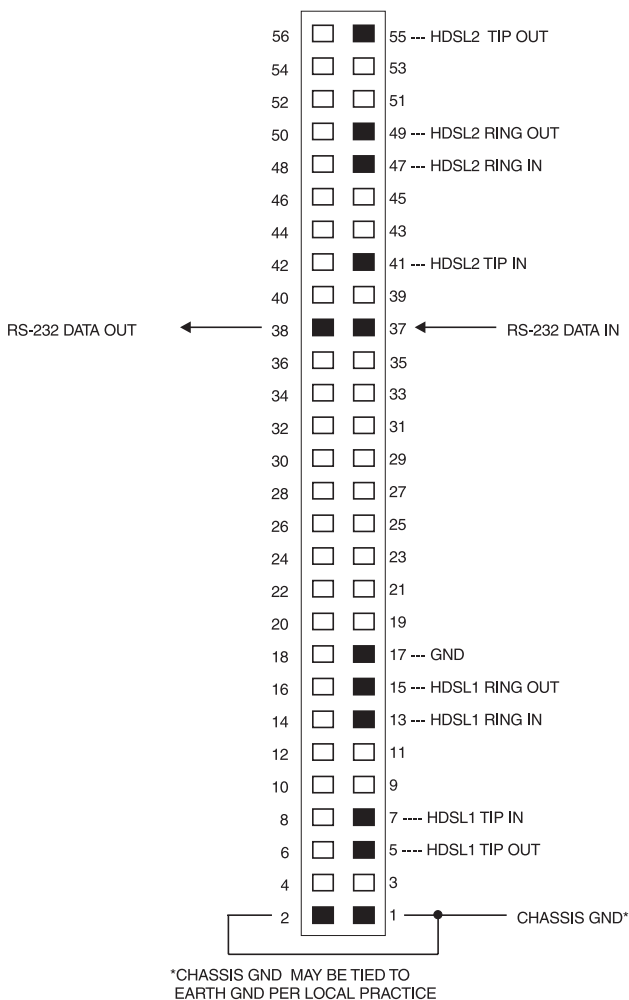 56 55 --- HDSL2 TIP OUT
54 53
52 51
50 49 --- HDSL2 RING OUT
48 47 --- HDSL2 RING IN
46 45
44 43
42 41 --- HDSL2 TIP IN
40 39
RS-232 DATA OUT 38 37 RS-232 DATA IN
36 35
34 33
32 31
30 29
28 27
26 25
24 23
22 21
20 19
18 17 --- GND
16 15 --- HDSL1 RING OUT
14 13 --- HDSL1 RING IN
12 11
10 9
8 7 ---- HDSL1 TIP IN
6 5 ---- HDSL1 TIP OUT
4 3
2 1 CHASSIS GND*
*CHASSIS GND MAY BE TIED TO
EARTH GND PER LOCAL PRACTICE